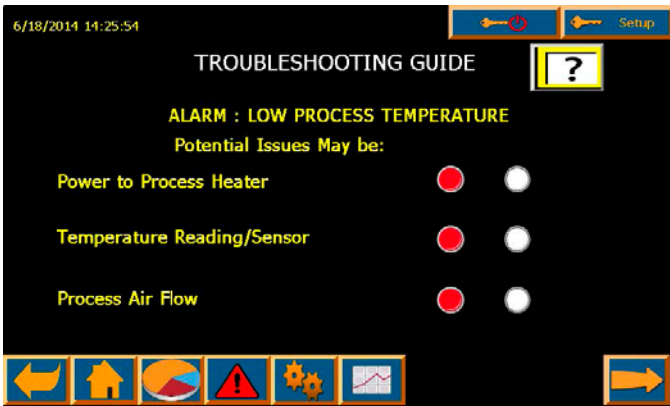 6/18/2014 14:25:54
Setup
TROUBLESHOOTING GUIDE
?
ALARM : LOW PROCESS TEMPERATURE
Potential Issues May be:
Power to Process Heater
Temperature Reading/Sensor
Process Air Flow